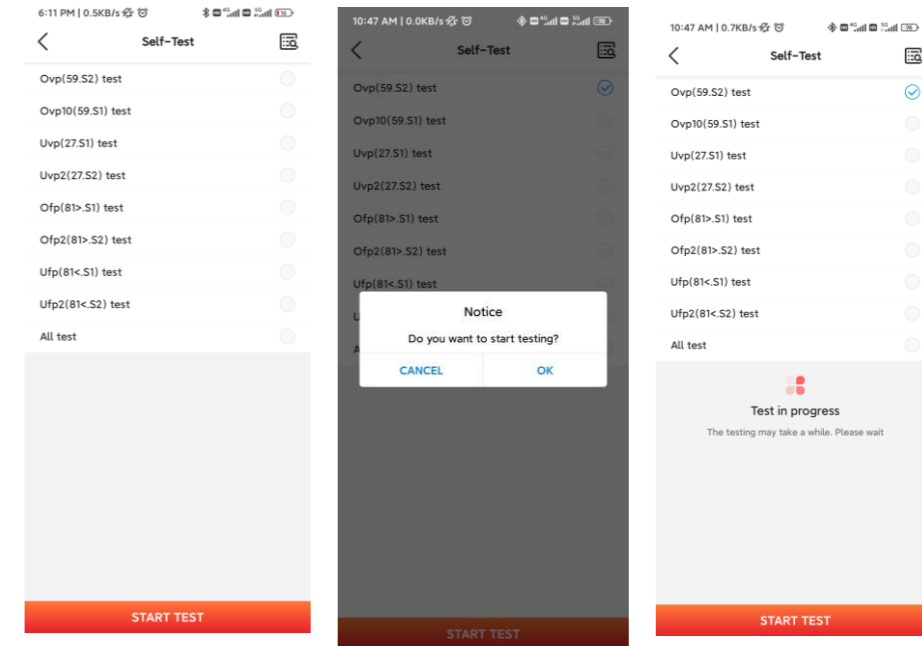 6:11 PM | 0.5KB/s
Self-Test
Ovp(59.S2) test
Ovp10(59.S1) test
Uvp(27.S1) test
Uvp2(27.S2) test
Ofp(81>.S1) test
Ofp2(81>.S2) test
Ufp(81<.S1) test
Ufp2(81<.S2) test
All test
START TEST
10:47 AM | 0.0KB/s
Self-Test
Ovp(59.S2) test
Ovp10(59.S1) test
Uvp(27.S1) test
Uvp2(27.S2) test
Ofp(81>.S1) test
Ofp2(81>.S2) test
Ufp(81<.S1) test
Notice
Do you want to start testing?
CANCEL OK
START TEST
10:47 AM | 0.7KB/s
Self-Test
Ovp(59.S2) test
Ovp10(59.S1) test
Uvp(27.S1) test
Uvp2(27.S2) test
Ofp(81>.S1) test
Ofp2(81>.S2) test
Ufp(81<.S1) test
Ufp2(81<.S2) test
All test
Test in progress
The testing may take a while. Please wait
START TEST